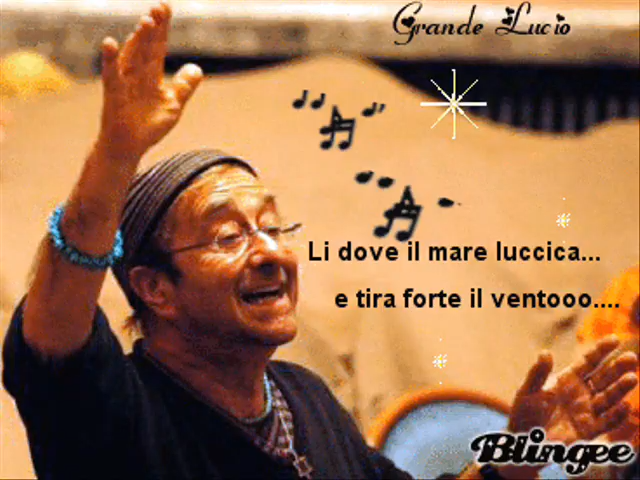 Grande Lucio
Li dove il mare luccica...
e tira forte il ventooo....
Blingee